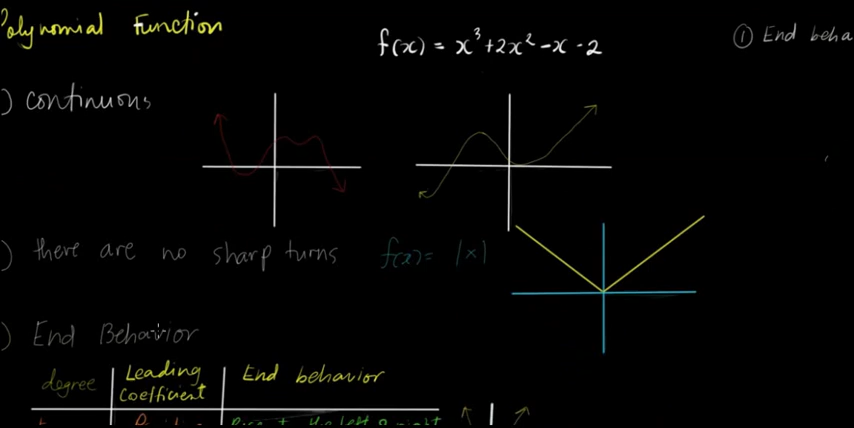 Polynomial Function
f(x) = x³+2x²-x-2
① End beha
) continuous
) there are no sharp turns f(x)= |x|
) End Behavior
degree Leading Coefficient End behavior